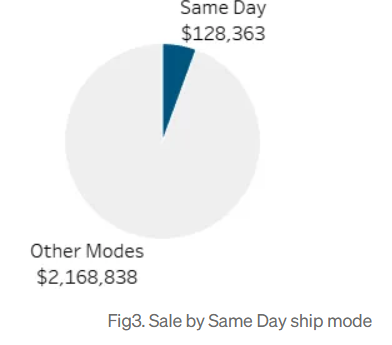 Same Day
$128,363
Other Modes
$2,168,838
Fig3. Sale by Same Day ship mode